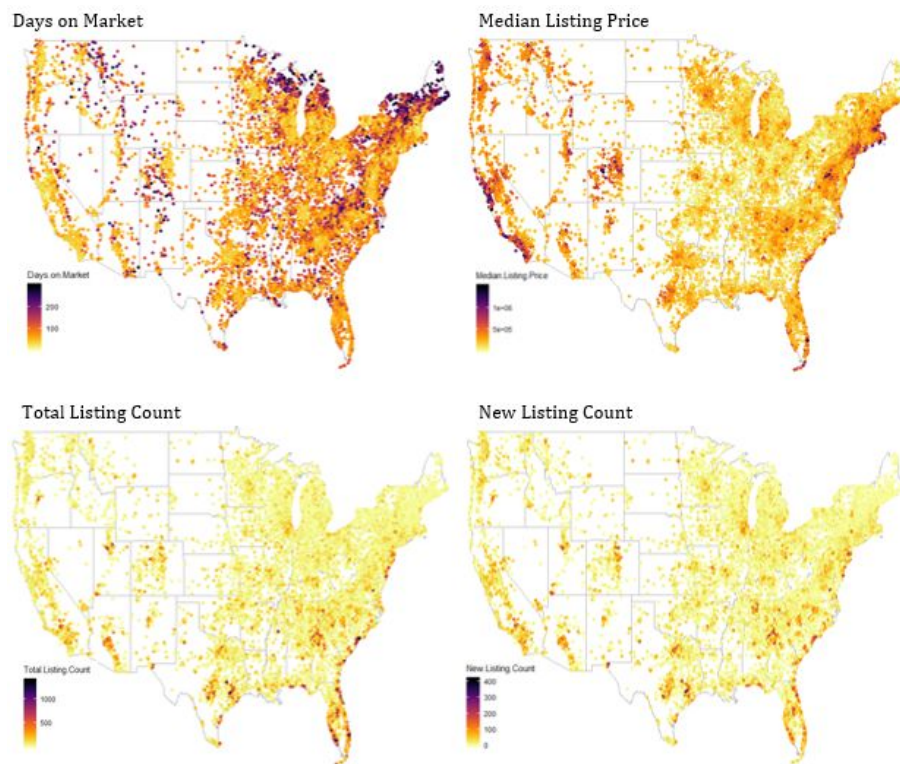 Days on Market
Median Listing Price
Days on Market
200
100
Median Listing Price
1e+06
5e+05
Total Listing Count
New Listing Count
Total Listing Count
1000
500
New Listing Count
400
300
200
100
0